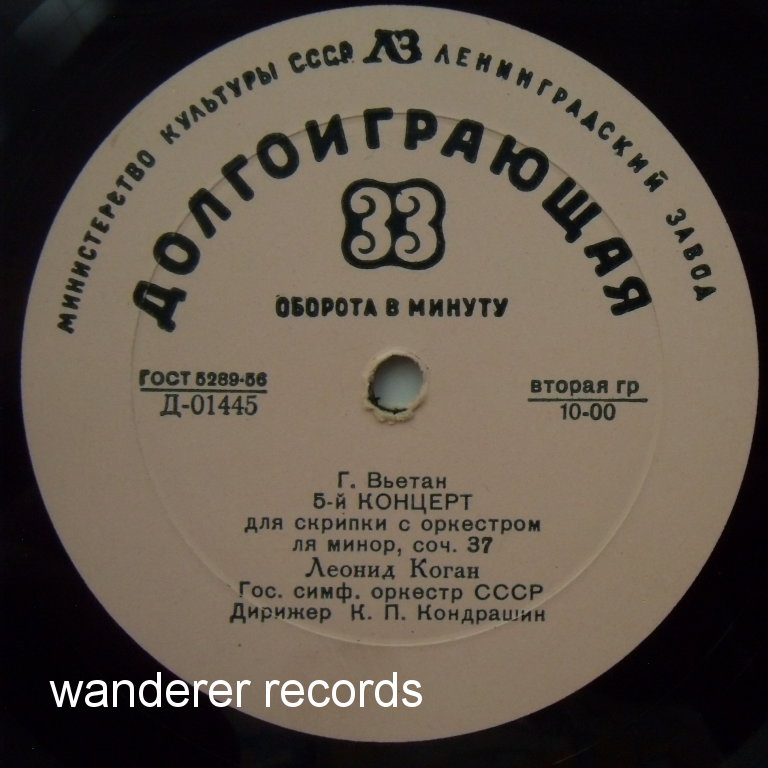 МИНИСТЕРСТВО КУЛЬТУРЫ СССР ЛЗ ЛЕНИНГРАДСКИЙ ЗАВОД
ДОЛГОИГРАЮЩАЯ
33
ОБОРОТА В МИНУТУ
ГОСТ 5289-56
Д-01445
вторая гр
10-00
Г. Вьетан
5-й КОНЦЕРТ
для скрипки с оркестром
ля минор, соч. 37
Леонид Коган
Гос. симф. оркестр СССР
Дирижер К. П. Кондрашин
wanderer records